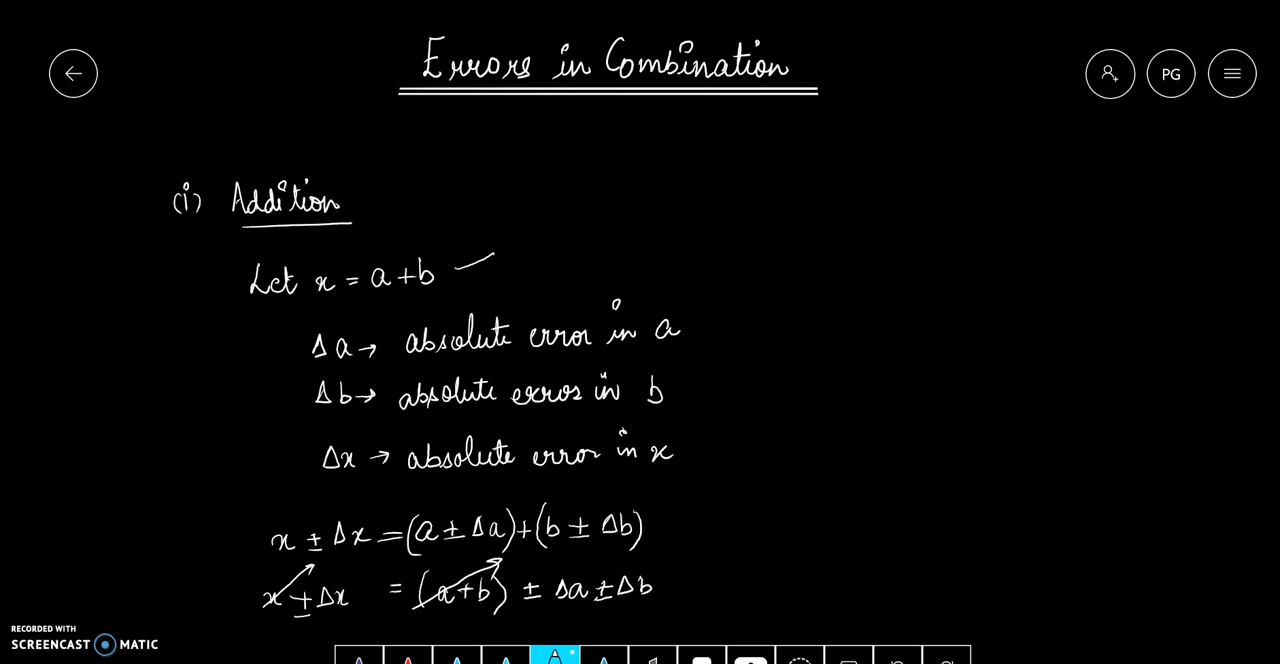 Errors in Combination
PG
(i) Addition
Let x = a + b
Δa → absolute error in a
Δb → absolute error in b
Δx → absolute error in x
x ± Δx = (a ± Δa) + (b ± Δb)
x ± Δx = (a + b) ± Δa ± Δb
RECORDED WITH
SCREENCAST MATIC